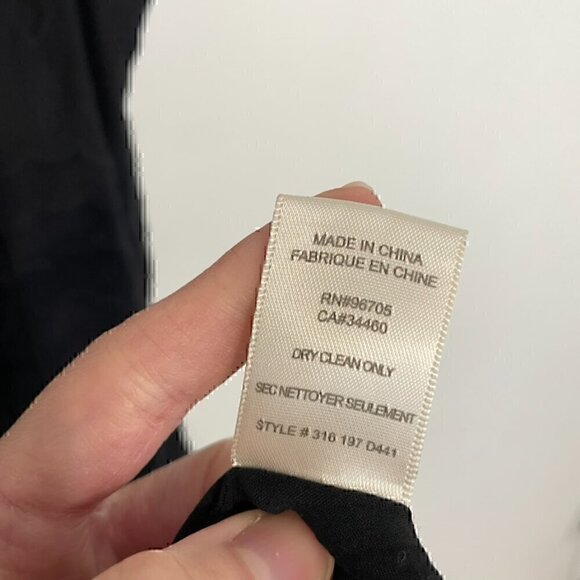 MADE IN CHINA
FABRIQUE EN CHINE
RN#96705
CA#34460
DRY CLEAN ONLY
SEC NETTOYER SEULEMENT
STYLE # 316 197 D441